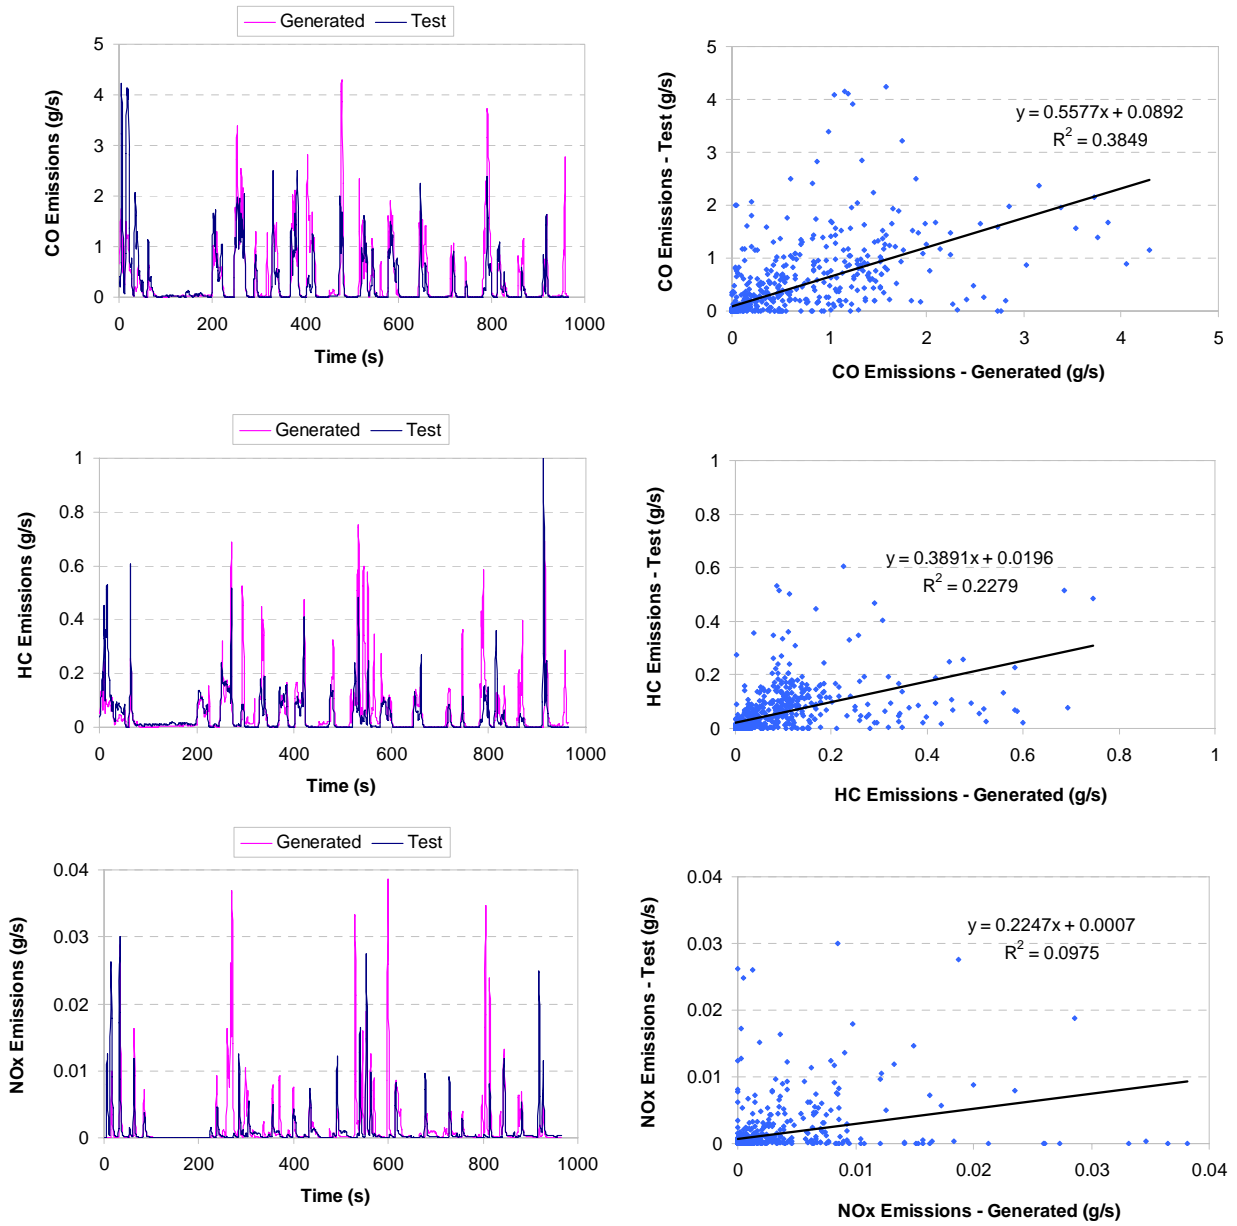 Generated Test
5
4
3
2
1
0
CO Emissions (g/s)
0 200 400 600 800 1000
Time (s)
5
4
3
2
1
0
CO Emissions - Test (g/s)
y = 0.5577x + 0.0892
R² = 0.3849
0 1 2 3 4 5
CO Emissions - Generated (g/s)
Generated Test
1
0.8
0.6
0.4
0.2
0
HC Emissions (g/s)
0 200 400 600 800 1000
Time (s)
1
0.8
0.6
0.4
0.2
0
HC Emissions - Test (g/s)
y = 0.3891x + 0.0196
R² = 0.2279
0 0.2 0.4 0.6 0.8 1
HC Emissions - Generated (g/s)
Generated Test
0.04
0.03
0.02
0.01
0
NOx Emissions (g/s)
0 200 400 600 800 1000
Time (s)
0.04
0.03
0.02
0.01
0
NOx Emissions - Test (g/s)
y = 0.2247x + 0.0007
R² = 0.0975
0 0.01 0.02 0.03 0.04
NOx Emissions - Generated (g/s)